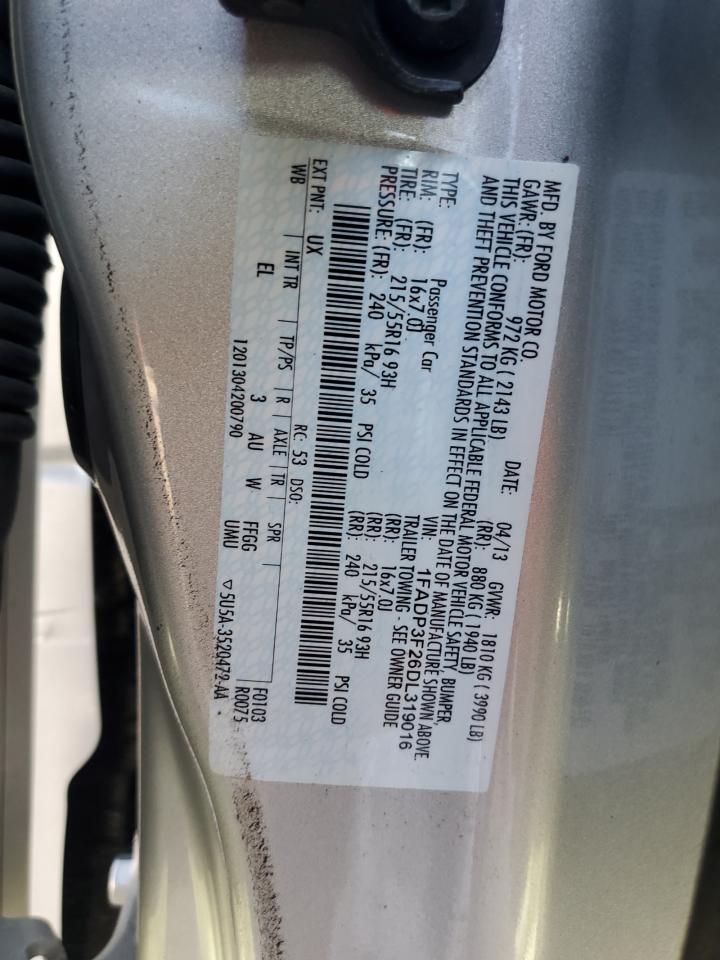 MFD. BY FORD MOTOR CO. DATE: 04/13 GVWR: 1810 KG ( 3990 LB)
GAWR: (FR): 972 KG ( 2143 LB) (RR): 880 KG ( 1940 LB)
THIS VEHICLE CONFORMS TO ALL APPLICABLE FEDERAL MOTOR VEHICLE SAFETY, BUMPER,
AND THEFT PREVENTION STANDARDS IN EFFECT ON THE DATE OF MANUFACTURE SHOWN ABOVE.
VIN: 1FADP3F26DL319016
TYPE: Passenger Car TRAILER TOWING - SEE OWNER GUIDE
RIM: (FR): 16x7.0J (RR): 16x7.0J
TIRE: (FR): 215/55R16 93H (RR): 215/55R16 93H
PRESSURE: (FR): 240 kPa/ 35 PSI COLD (RR): 240 kPa/ 35 PSI COLD
EXT PNT: UX RC: 53 DSO: F0103
WB | INT TR | TP/PS | R | AXLE | TR | SPR | R0075
EL 3 AU W FFGG
1201304200790 UMU ▽ 5U5A-3520472-AA